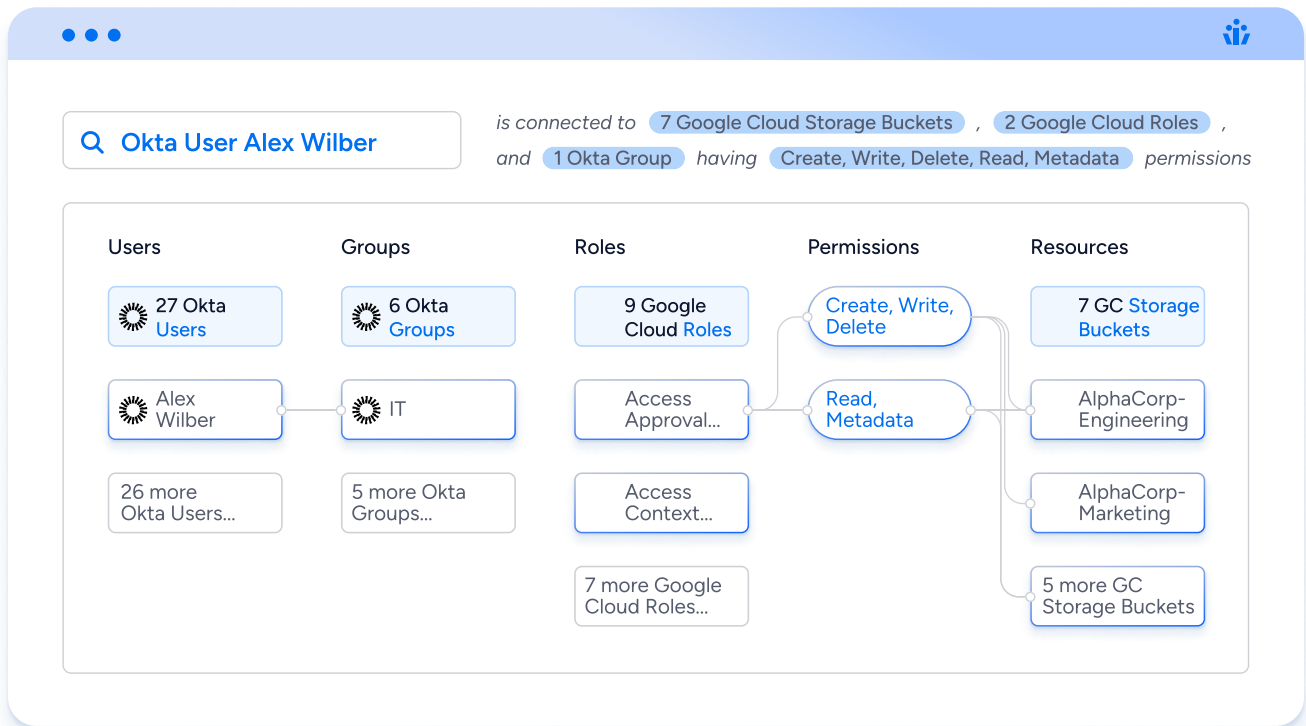 Okta User Alex Wilber
is connected to 7 Google Cloud Storage Buckets , 2 Google Cloud Roles ,
and 1 Okta Group having Create, Write, Delete, Read, Metadata permissions
Users
Groups
Roles
Permissions
Resources
27 Okta
Users
6 Okta
Groups
9 Google
Cloud Roles
Create, Write,
Delete
7 GC Storage
Buckets
Alex
Wilber
IT
Access
Approval...
Read,
Metadata
AlphaCorp-
Engineering
26 more
Okta Users...
5 more Okta
Groups...
Access
Context...
AlphaCorp-
Marketing
7 more Google
Cloud Roles...
5 more GC
Storage Buckets